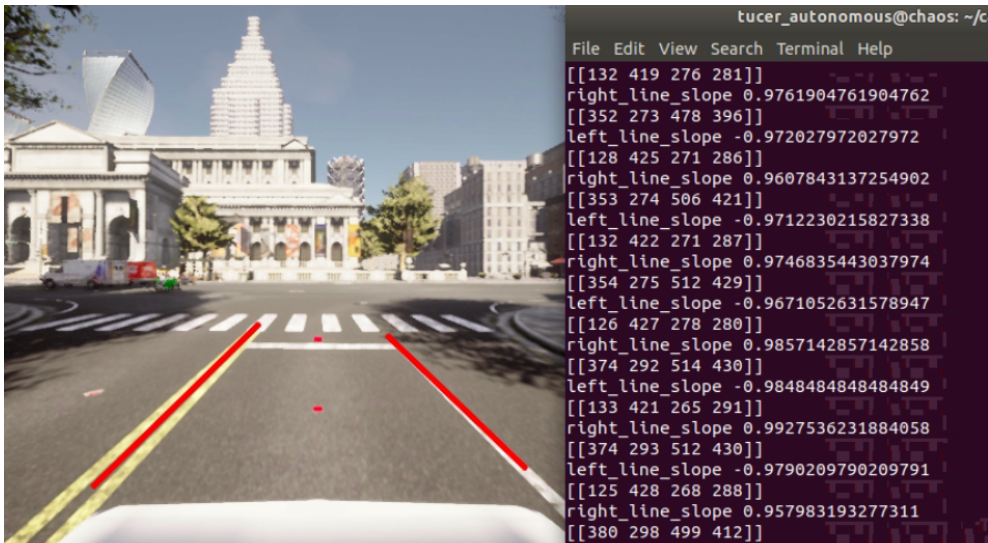 tucer_autonomous@chaos: ~/c
File Edit View Search Terminal Help
[[132 419 276 281]]
right_line_slope 0.9761904761904762
[[352 273 478 396]]
left_line_slope -0.972027972027972
[[128 425 271 286]]
right_line_slope 0.9607843137254902
[[353 274 506 421]]
left_line_slope -0.9712230215827338
[[132 422 271 287]]
right_line_slope 0.9746835443037974
[[354 275 512 429]]
left_line_slope -0.9671052631578947
[[126 427 278 280]]
right_line_slope 0.9857142857142858
[[374 292 514 430]]
left_line_slope -0.9848484848484849
[[133 421 265 291]]
right_line_slope 0.9927536231884058
[[374 293 512 430]]
left_line_slope -0.9790209790209791
[[125 428 268 288]]
right_line_slope 0.957983193277311
[[380 298 499 412]]